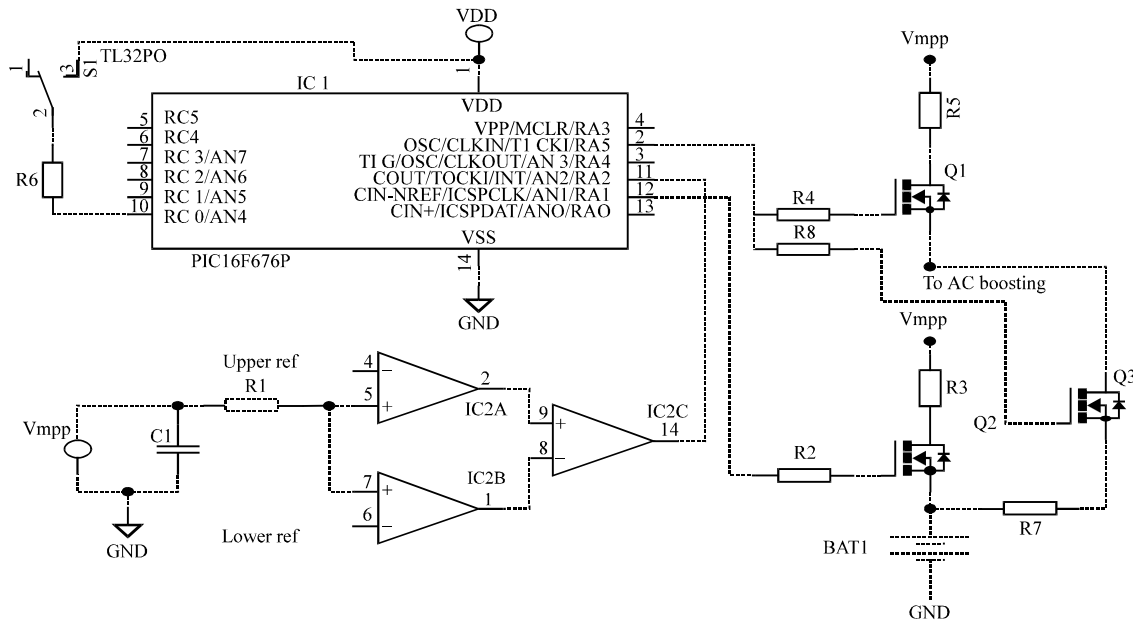 VDD
TL32PO
1
3
S1
2
R6
1
IC 1
VDD
5
RC5
6
RC4
7
RC 3/AN7
8
RC 2/AN6
9
RC 1/AN5
10
RC 0/AN4
VPP/MCLR/RA3
4
OSC/CLKIN/T1 CKI/RA5
2
TI G/OSC/CLKOUT/AN 3/RA4
3
COUT/TOCKI/INT/AN2/RA2
11
CIN-NREF/ICSPCLK/AN1/RA1
12
CIN+/ICSPDAT/ANO/RAO
13
VSS
PIC16F676P
14
GND
Vmpp
R5
Q1
R4
R8
To AC boosting
Vmpp
R3
Q3
Q2
R2
R7
BAT1
GND
Upper ref
R1
4
5
2
IC2A
Vmpp
C1
9
8
IC2C
14
7
6
IC2B
1
GND
Lower ref